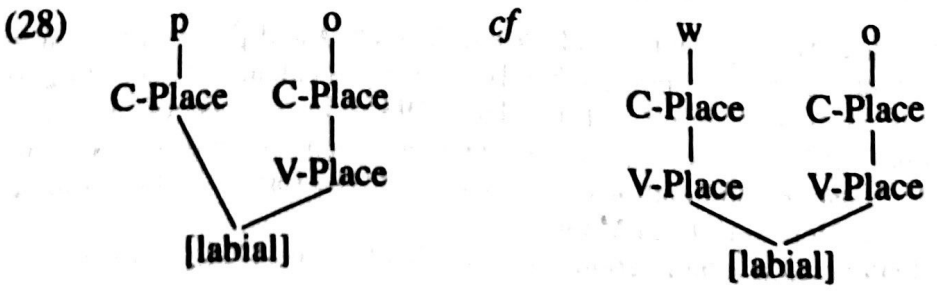 (28) p o cf w o
C-Place C-Place C-Place C-Place
V-Place V-Place V-Place
[labial] [labial]